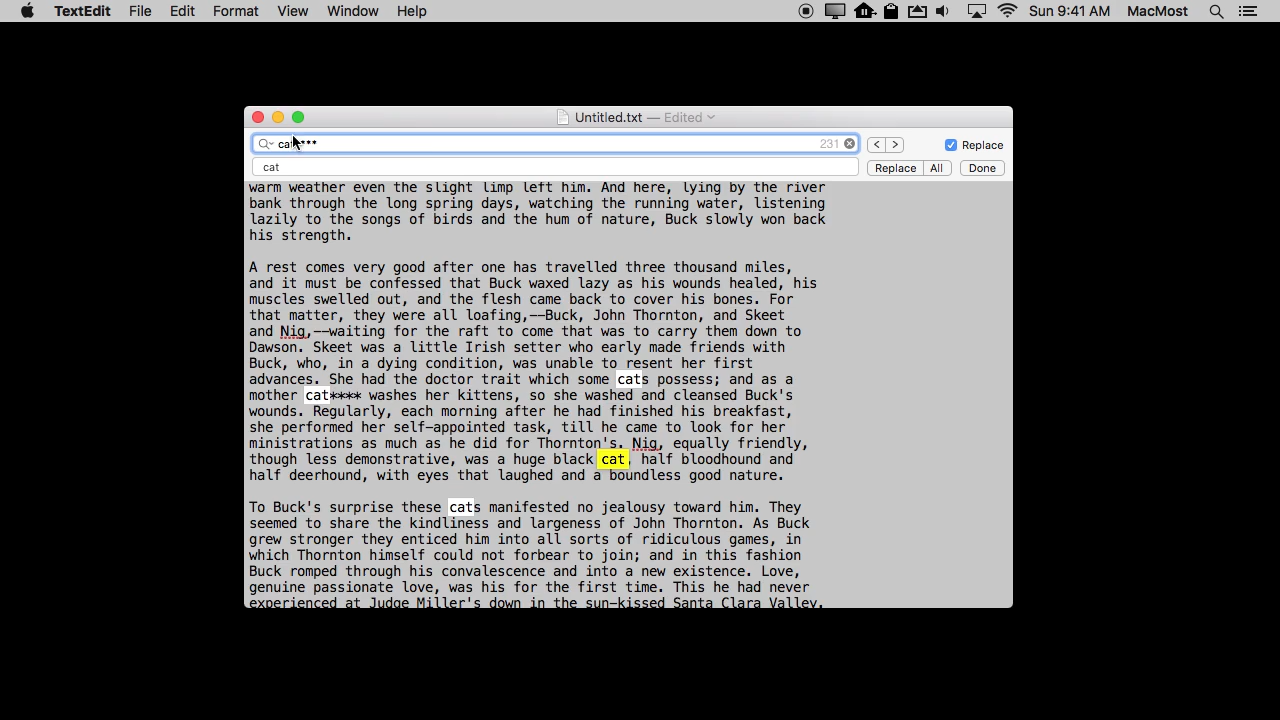 TextEdit File Edit Format View Window Help Sun 9:41 AM MacMost
Untitled.txt — Edited
cat**** 231 < > Replace
cat Replace All Done
warm weather even the slight limp left him. And here, lying by the river
bank through the long spring days, watching the running water, listening
lazily to the songs of birds and the hum of nature, Buck slowly won back
his strength.
A rest comes very good after one has travelled three thousand miles,
and it must be confessed that Buck waxed lazy as his wounds healed, his
muscles swelled out, and the flesh came back to cover his bones. For
that matter, they were all loafing,--Buck, John Thornton, and Skeet
and Nig,--waiting for the raft to come that was to carry them down to
Dawson. Skeet was a little Irish setter who early made friends with
Buck, who, in a dying condition, was unable to resent her first
advances. She had the doctor trait which some cats possess; and as a
mother cat**** washes her kittens, so she washed and cleansed Buck's
wounds. Regularly, each morning after he had finished his breakfast,
she performed her self-appointed task, till he came to look for her
ministrations as much as he did for Thornton's. Nig, equally friendly,
though less demonstrative, was a huge black cat, half bloodhound and
half deerhound, with eyes that laughed and a boundless good nature.
To Buck's surprise these cats manifested no jealousy toward him. They
seemed to share the kindliness and largeness of John Thornton. As Buck
grew stronger they enticed him into all sorts of ridiculous games, in
which Thornton himself could not forbear to join; and in this fashion
Buck romped through his convalescence and into a new existence. Love,
genuine passionate love, was his for the first time. This he had never
experienced at Judge Miller's down in the sun-kissed Santa Clara Valley.